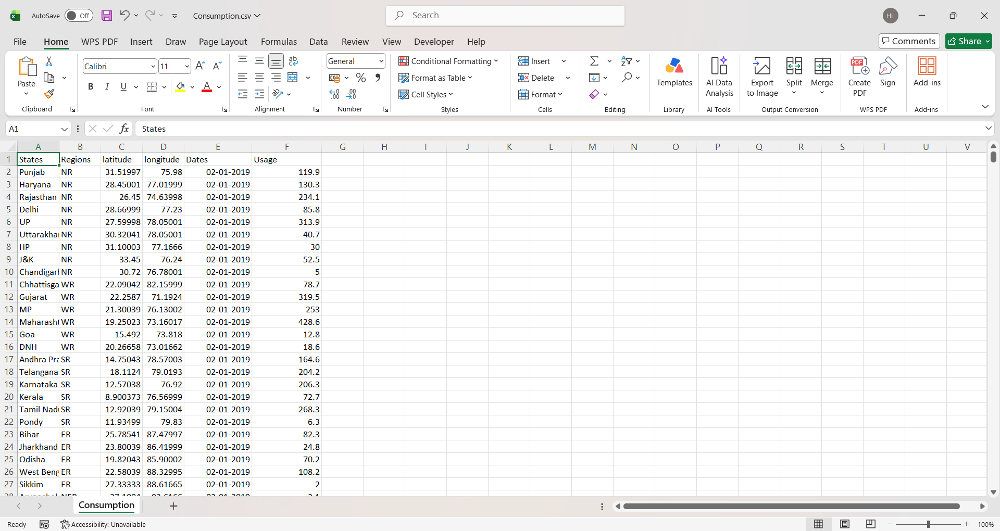 AutoSave Off Consumption.csv Search HL
File Home WPS PDF Insert Draw Page Layout Formulas Data Review View Developer Help Comments Share
Paste
Clipboard
Calibri 11
B I U A
Font
ab
Alignment
General
% 9
Number
Conditional Formatting
Format as Table
Cell Styles
Styles
Insert
Delete
Format
Cells
Editing
Templates
Library
AI Data
Analysis
AI Tools
Export
to Image
Split
Merge
Output Conversion
Create
PDF
Sign
WPS PDF
Add-ins
Add-ins
A1 fx States
A B C D E F G H I J K L M N O P Q R S T U V
1 States Regions latitude longitude Dates Usage
2 Punjab NR 31.51997 75.98 02-01-2019 119.9
3 Haryana NR 28.45001 77.01999 02-01-2019 130.3
4 Rajasthan NR 26.45 74.63998 02-01-2019 234.1
5 Delhi NR 28.66999 77.23 02-01-2019 85.8
6 UP NR 27.59998 78.05001 02-01-2019 313.9
7 Uttarakha NR 30.32041 78.05001 02-01-2019 40.7
8 HP NR 31.10003 77.1666 02-01-2019 30
9 J&K NR 33.45 76.24 02-01-2019 52.5
10 Chandigar NR 30.72 76.78001 02-01-2019 5
11 Chhattisga WR 22.09042 82.15999 02-01-2019 78.7
12 Gujarat WR 22.2587 71.1924 02-01-2019 319.5
13 MP WR 21.30039 76.13002 02-01-2019 253
14 Maharasht WR 19.25023 73.16017 02-01-2019 428.6
15 Goa WR 15.492 73.818 02-01-2019 12.8
16 DNH WR 20.26658 73.01662 02-01-2019 18.6
17 Andhra Pra SR 14.75043 78.57003 02-01-2019 164.6
18 Telangana SR 18.1124 79.0193 02-01-2019 204.2
19 Karnataka SR 12.57038 76.92 02-01-2019 206.3
20 Kerala SR 8.900373 76.56999 02-01-2019 72.7
21 Tamil Nad SR 12.92039 79.15004 02-01-2019 268.3
22 Pondy SR 11.93499 79.83 02-01-2019 6.3
23 Bihar ER 25.78541 87.47997 02-01-2019 82.3
24 Jharkhand ER 23.80039 86.41999 02-01-2019 24.8
25 Odisha ER 19.82043 85.90002 02-01-2019 70.2
26 West Beng ER 22.58039 88.32995 02-01-2019 108.2
27 Sikkim ER 27.33333 88.61665 02-01-2019 2
Consumption
Ready Accessibility: Unavailable 100%